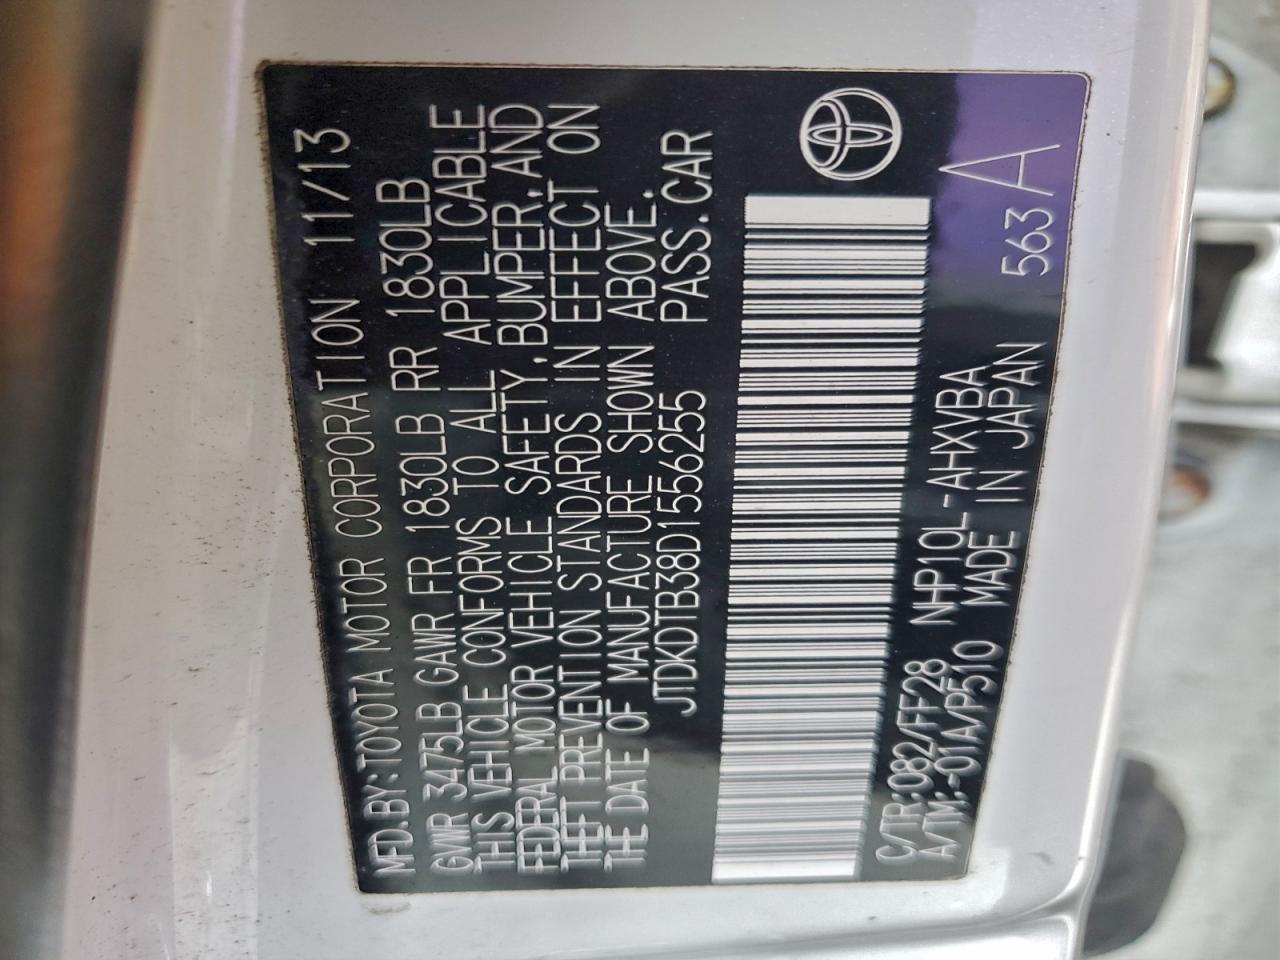 MFD.BY:TOYOTA MOTOR CORPORATION 11/13
GVWR 3475LB GAWR FR 1830LB RR 1830LB
THIS VEHICLE CONFORMS TO ALL APPLICABLE
FEDERAL MOTOR VEHICLE SAFETY,BUMPER,AND
THEFT PREVENTION STANDARDS IN EFFECT ON
THE DATE OF MANUFACTURE SHOWN ABOVE.
JTDKDTB38D1556255 PASS.CAR
C/TR:082/FF28 NHP10L-AHXVBA
A/TM:-01A/P510 MADE IN JAPAN 563A